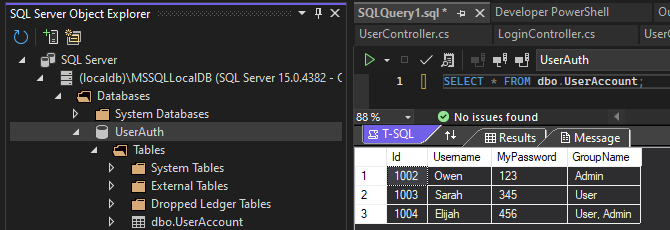 SQL Server Object Explorer
SQL Server
(localdb)\MSSQLLocalDB (SQL Server 15.0.4382 -
Databases
System Databases
UserAuth
Tables
System Tables
External Tables
Dropped Ledger Tables
dbo.UserAccount
SQLQuery1.sql * Developer PowerShell
UserController.cs LoginController.cs
UserAuth
1 SELECT * FROM dbo.UserAccount;
88 % No issues found
T-SQL Results Message
Id Username MyPassword GroupName
1 1002 Owen 123 Admin
2 1003 Sarah 345 User
3 1004 Elijah 456 User, Admin